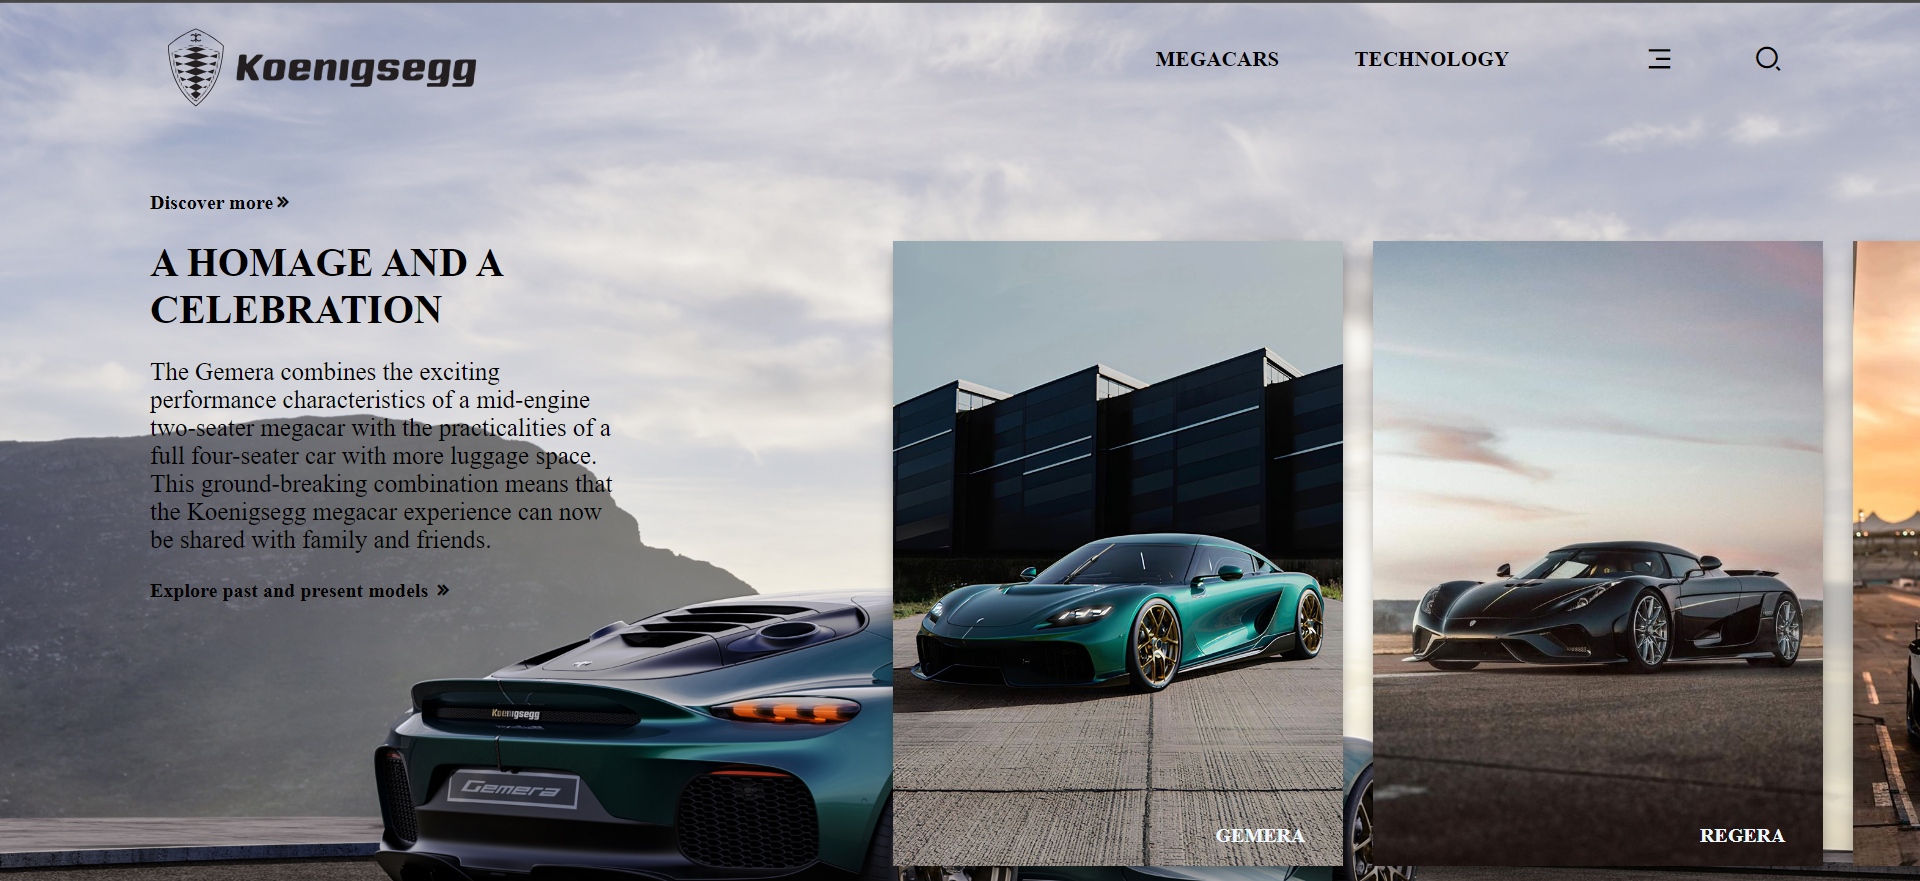 Koenigsegg
MEGACARS
TECHNOLOGY
Discover more »
A HOMAGE AND A
CELEBRATION
The Gemera combines the exciting
performance characteristics of a mid-engine
two-seater megacar with the practicalities of a
full four-seater car with more luggage space.
This ground-breaking combination means that
the Koenigsegg megacar experience can now
be shared with family and friends.
Explore past and present models »
Koenigsegg
Gemera
GEMERA
REGERA